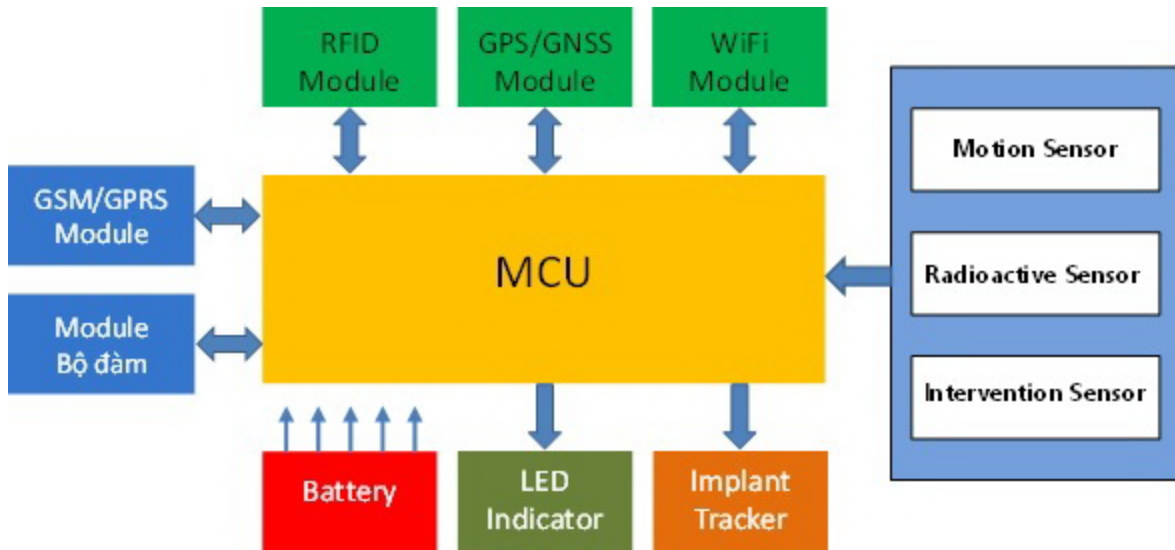 RFID
Module
GPS/GNSS
Module
WiFi
Module
GSM/GPRS
Module
Module
Bộ đàm
MCU
Motion Sensor
Radioactive Sensor
Intervention Sensor
Battery
LED
Indicator
Implant
Tracker